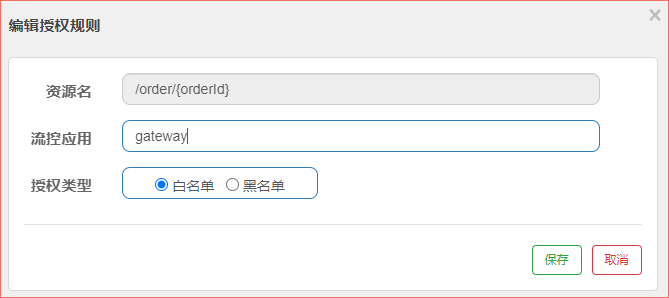 编辑授权规则
资源名 /order/{orderId}
流控应用 gateway
授权类型 白名单 黑名单
保存 取消